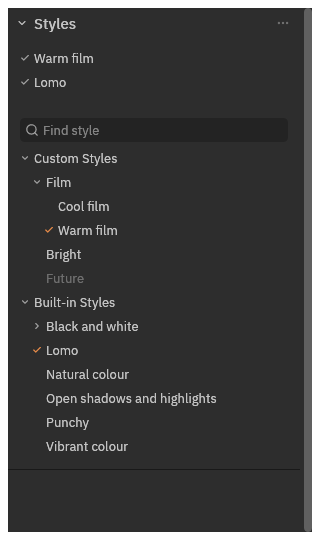 Styles
Warm film
Lomo
Find style
Custom Styles
Film
Cool film
Warm film
Bright
Future
Built-in Styles
Black and white
Lomo
Natural colour
Open shadows and highlights
Punchy
Vibrant colour